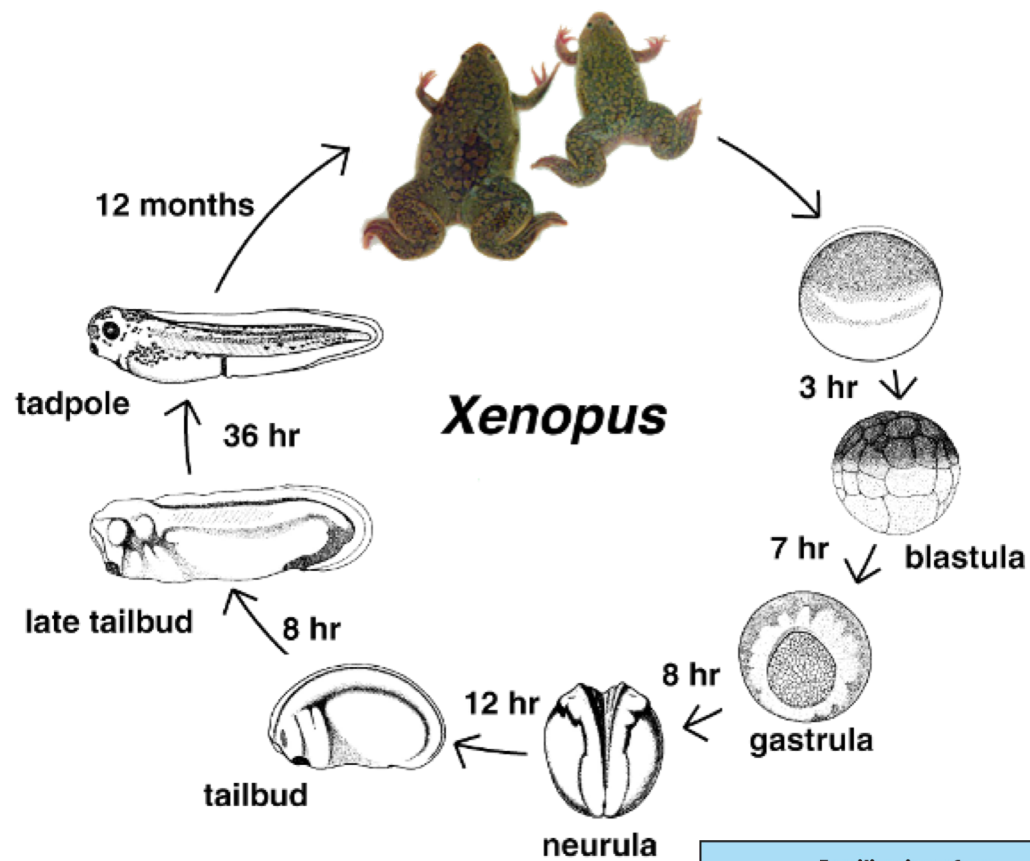 12 months
3 hr
tadpole
Xenopus
36 hr
7 hr
blastula
late tailbud
8 hr
8 hr
gastrula
12 hr
tailbud
neurula